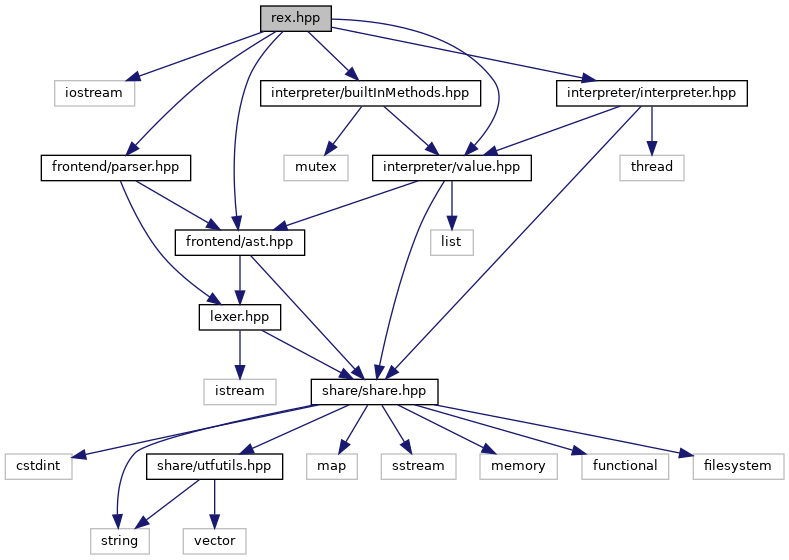 rex.hpp
iostream
interpreter/builtInMethods.hpp
interpreter/interpreter.hpp
frontend/parser.hpp
mutex
interpreter/value.hpp
thread
frontend/ast.hpp
list
lexer.hpp
istream
share/share.hpp
cstdint
share/utfutils.hpp
map
sstream
memory
functional
filesystem
string
vector